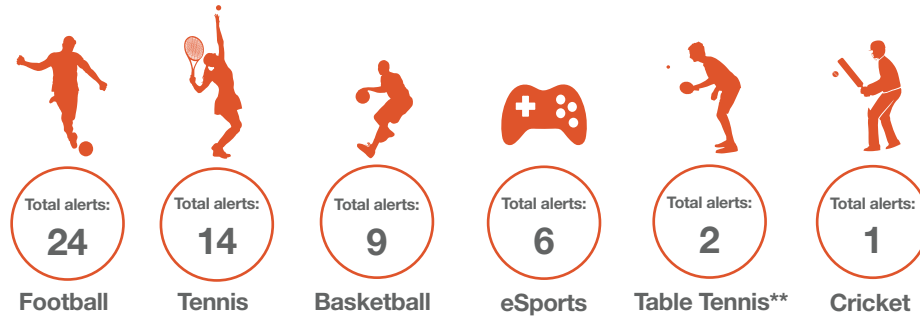 Total alerts:
24
Football
Total alerts:
14
Tennis
Total alerts:
9
Basketball
Total alerts:
6
eSports
Total alerts:
2
Table Tennis**
Total alerts:
1
Cricket